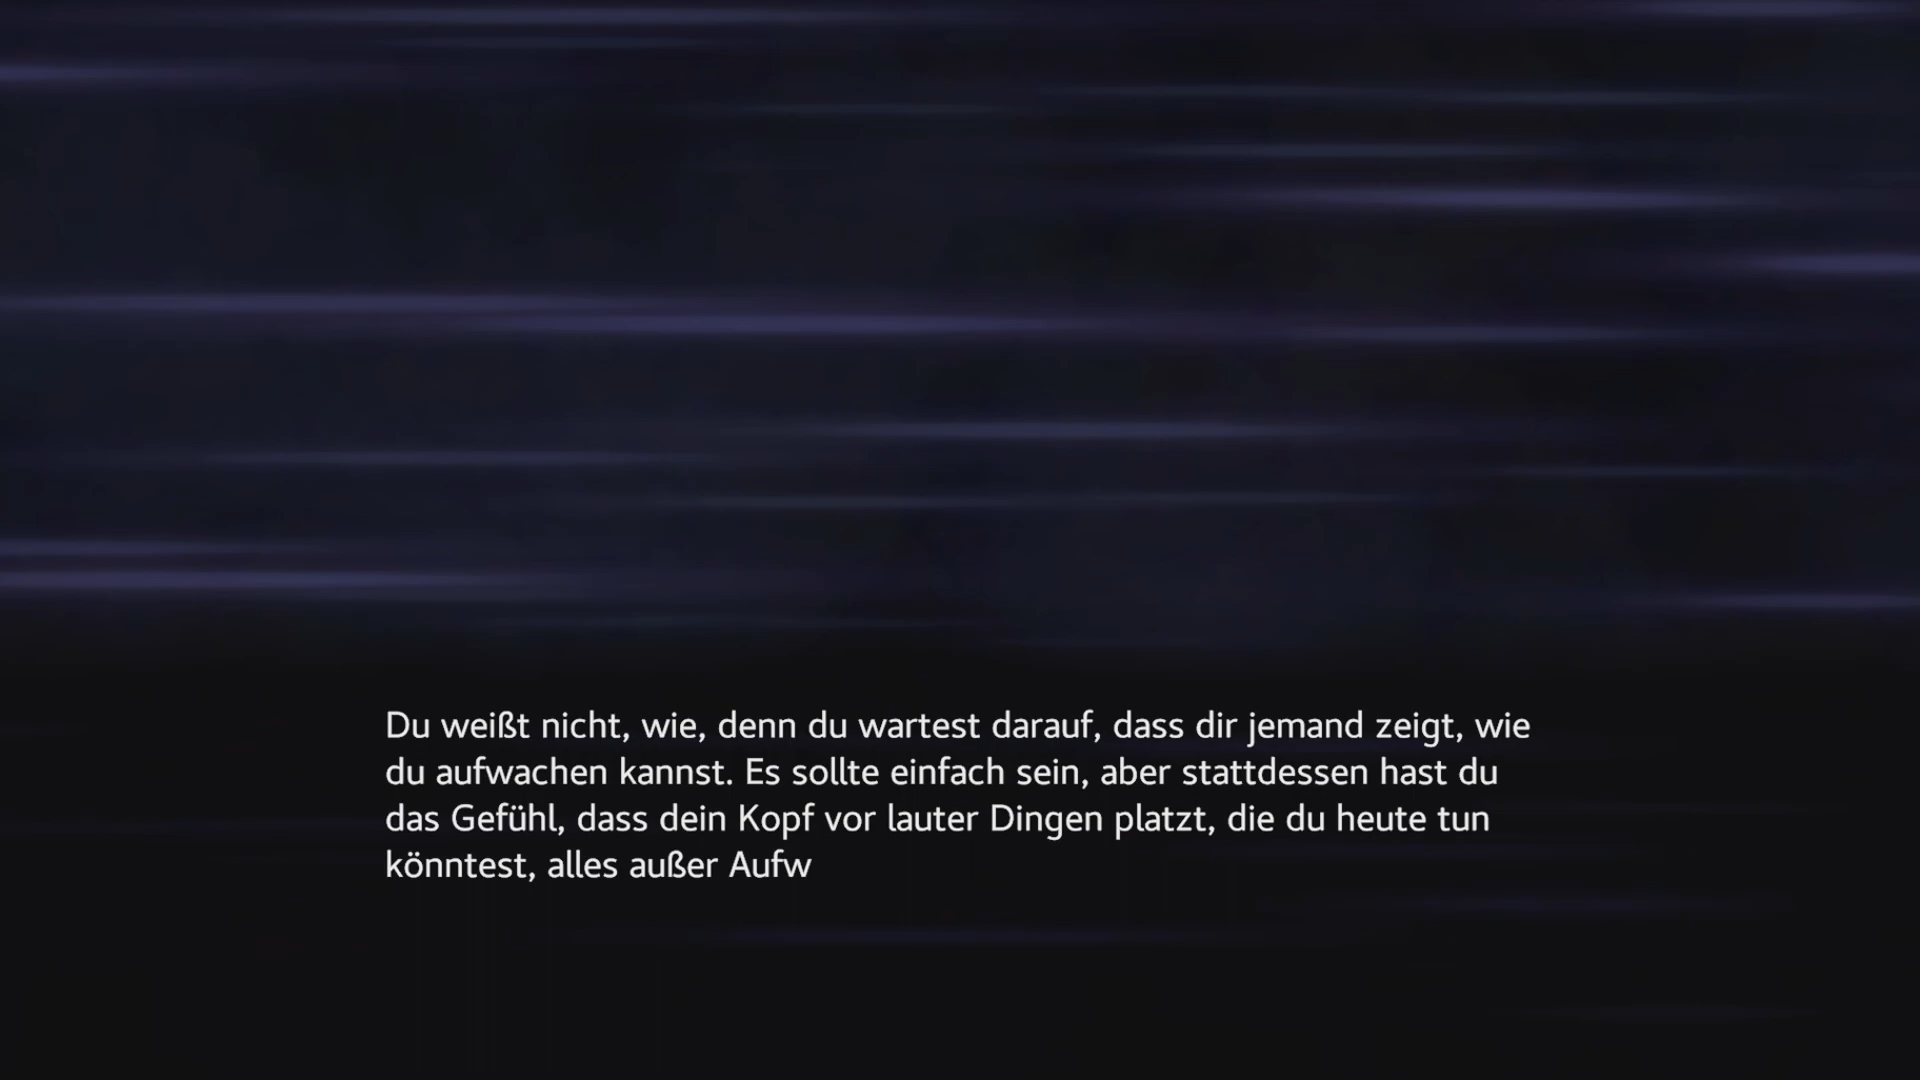 Du weißt nicht, wie, denn du wartest darauf, dass dir jemand zeigt, wie
du aufwachen kannst. Es sollte einfach sein, aber stattdessen hast du
das Gefühl, dass dein Kopf vor lauter Dingen platzt, die du heute tun
könntest, alles außer Aufw